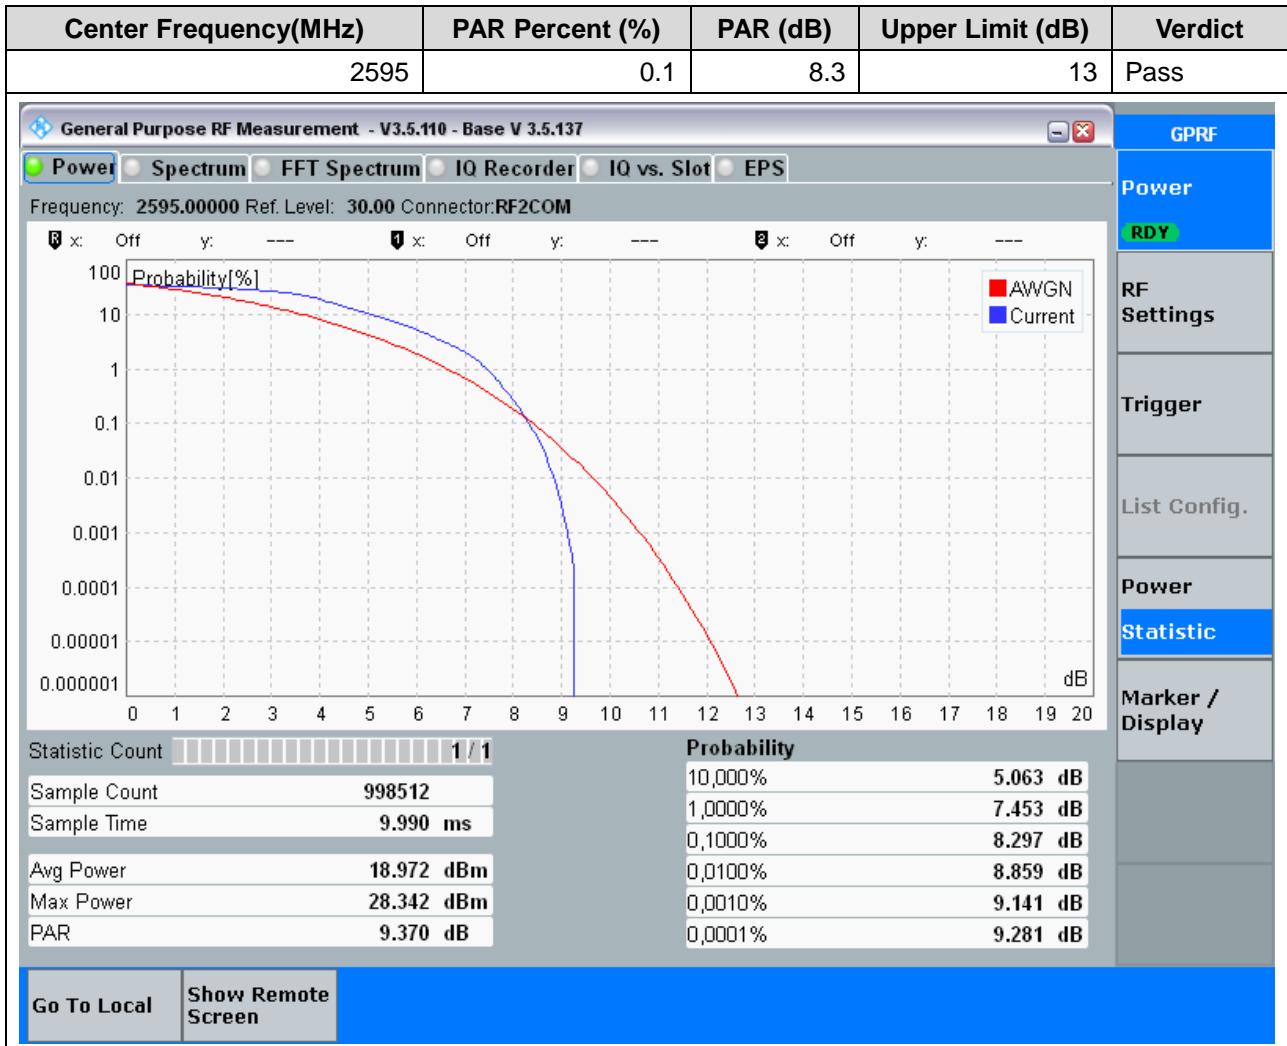 Center Frequency(MHz) PAR Percent (%) PAR (dB) Upper Limit (dB) Verdict
2595 0.1 8.3 13 Pass
General Purpose RF Measurement - V3.5.110 - Base V 3.5.137
GPRF
Power Spectrum FFT Spectrum IQ Recorder IQ vs. Slot EPS
Power
RDY
Frequency: 2595.00000 Ref. Level: 30.00 Connector:RF2COM
R x: Off y: --- 1 x: Off y: --- 2 x: Off y: ---
Probability[%]
AWGN
Current
100
10
1
0.1
0.01
0.001
0.0001
0.00001
0.000001
dB
0 1 2 3 4 5 6 7 8 9 10 11 12 13 14 15 16 17 18 19 20
RF
Settings
Trigger
List Config.
Power
Statistic
Marker /
Display
Statistic Count 1 / 1
Sample Count 998512
Sample Time 9.990 ms
Avg Power 18.972 dBm
Max Power 28.342 dBm
PAR 9.370 dB
Probability
10,000% 5.063 dB
1,0000% 7.453 dB
0,1000% 8.297 dB
0,0100% 8.859 dB
0,0010% 9.141 dB
0,0001% 9.281 dB
Go To Local
Show Remote
Screen